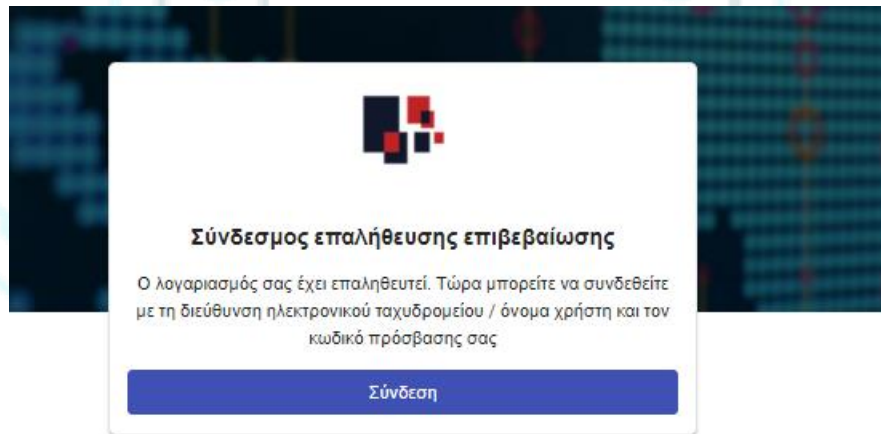 Σύνδεσμος επαλήθευσης επιβεβαίωσης
Ο λογαριασμός σας έχει επαληθευτεί. Τώρα μπορείτε να συνδεθείτε
με τη διεύθυνση ηλεκτρονικού ταχυδρομείου / όνομα χρήστη και τον
κωδικό πρόσβασης σας
Σύνδεση